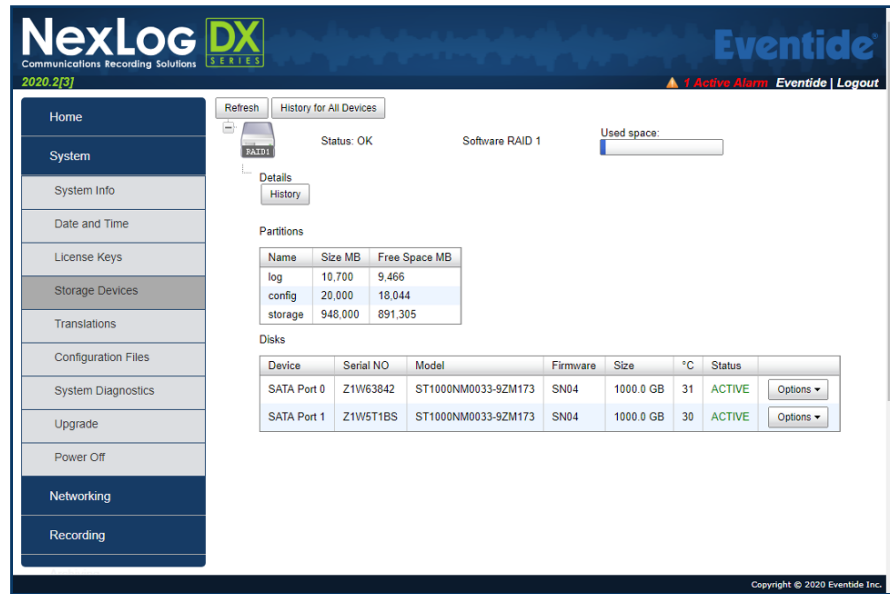 NexLog DX
Communications Recording Solutions SERIES
Eventide®
2020.2[3]
1 Active Alarm Eventide | Logout
Home
System
System Info
Date and Time
License Keys
Storage Devices
Translations
Configuration Files
System Diagnostics
Upgrade
Power Off
Networking
Recording
Refresh History for All Devices
RAID1 Status: OK Software RAID 1 Used space:
Details
History
Partitions
Name Size MB Free Space MB
log 10,700 9,466
config 20,000 18,044
storage 948,000 891,305
Disks
Device Serial NO Model Firmware Size °C Status
SATA Port 0 Z1W63842 ST1000NM0033-9ZM173 SN04 1000.0 GB 31 ACTIVE Options
SATA Port 1 Z1W5T1BS ST1000NM0033-9ZM173 SN04 1000.0 GB 30 ACTIVE Options
Copyright © 2020 Eventide Inc.